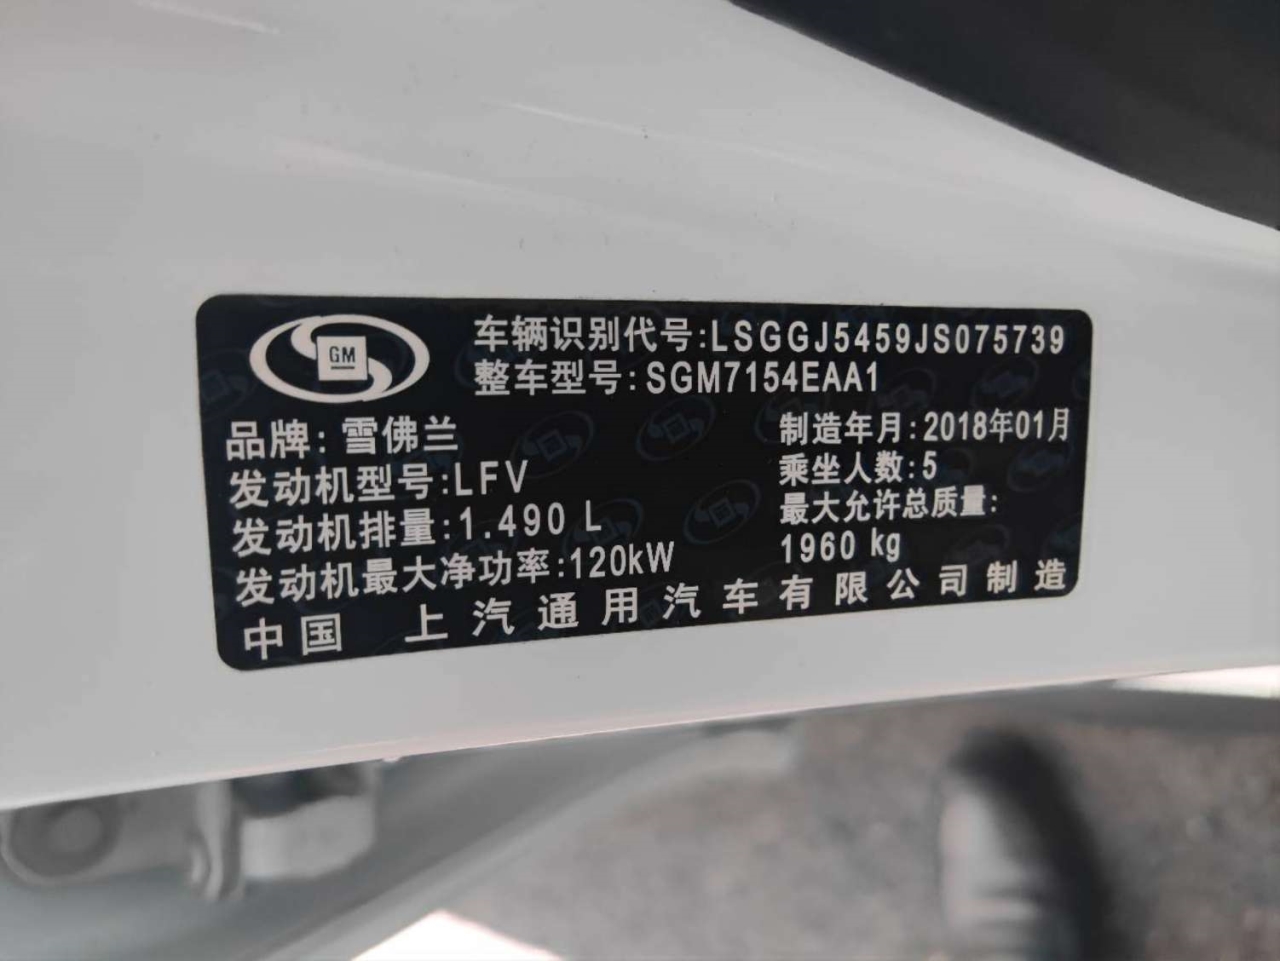 GM
车辆识别代号:LSGGJ5459JS075739
整车型号:SGM7154EAA1
品牌:雪佛兰
制造年月:2018年01月
发动机型号:LFV
乘坐人数:5
发动机排量:1.490 L
最大允许总质量:
1960 kg
发动机最大净功率:120kW
中国 上汽通用汽车有限公司制造